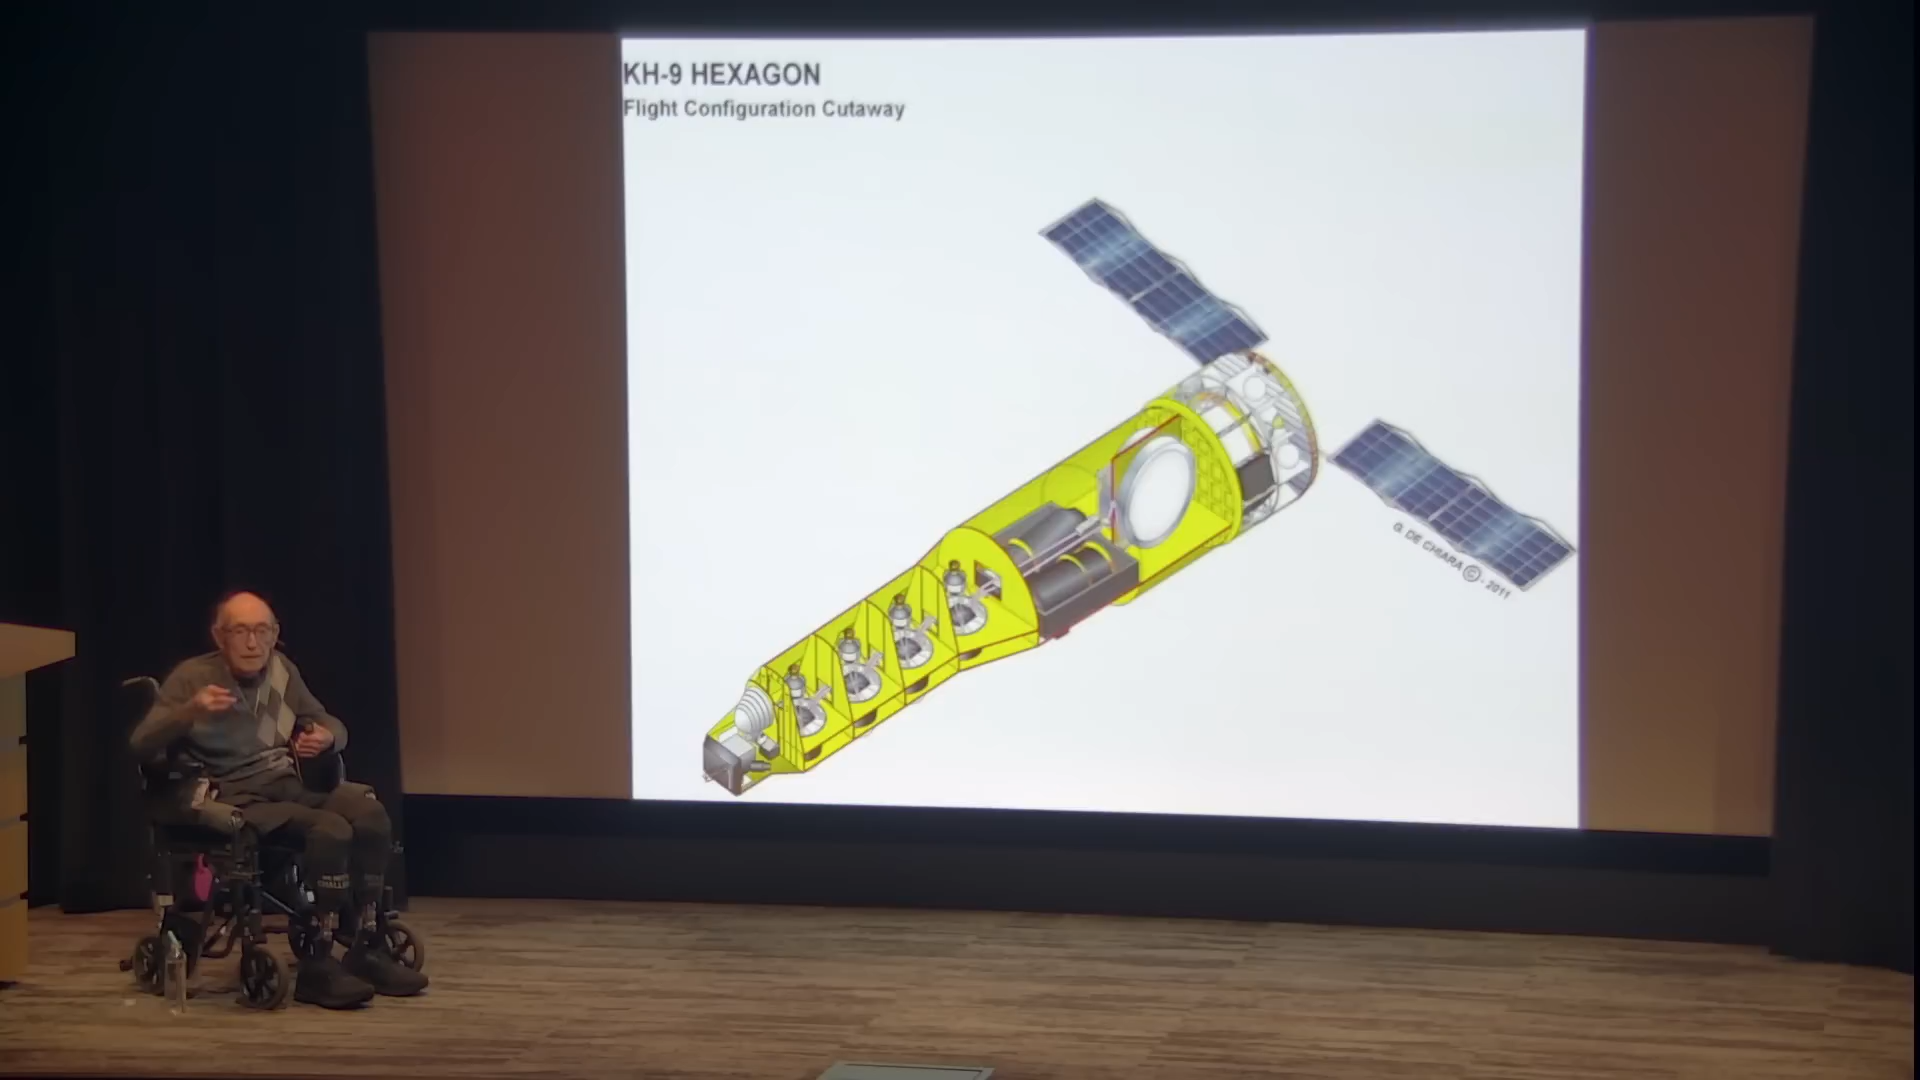 KH-9 HEXAGON
Flight Configuration Cutaway
G. DE CHIARA © - 2011